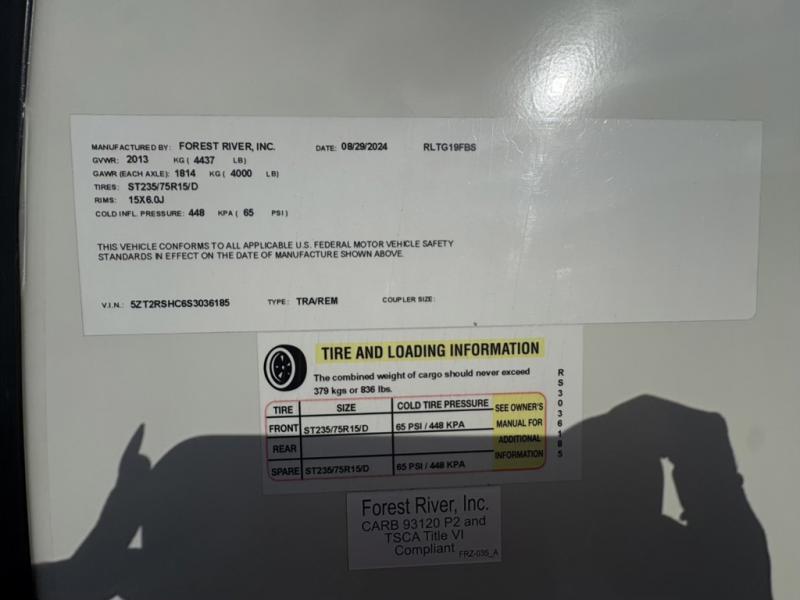 MANUFACTURED BY: FOREST RIVER, INC. DATE: 08/29/2024 RLTG19FBS
GVWR: 2013 KG ( 4437 LB)
GAWR (EACH AXLE): 1814 KG ( 4000 LB)
TIRES: ST235/75R15/D
RIMS: 15X6.0J
COLD INFL. PRESSURE: 448 KPA ( 65 PSI )
THIS VEHICLE CONFORMS TO ALL APPLICABLE U.S. FEDERAL MOTOR VEHICLE SAFETY
STANDARDS IN EFFECT ON THE DATE OF MANUFACTURE SHOWN ABOVE.
V.I.N.: 5ZT2RSHC6S3036185 TYPE: TRA/REM COUPLER SIZE:
TIRE AND LOADING INFORMATION
The combined weight of cargo should never exceed
379 kgs or 836 lbs.
TIRE SIZE COLD TIRE PRESSURE SEE OWNER'S
FRONT ST235/75R15/D 65 PSI / 448 KPA MANUAL FOR
REAR ADDITIONAL
SPARE ST235/75R15/D 65 PSI / 448 KPA INFORMATION
RS3036185
Forest River, Inc.
CARB 93120 P2 and
TSCA Title VI
Compliant FRZ-035_A